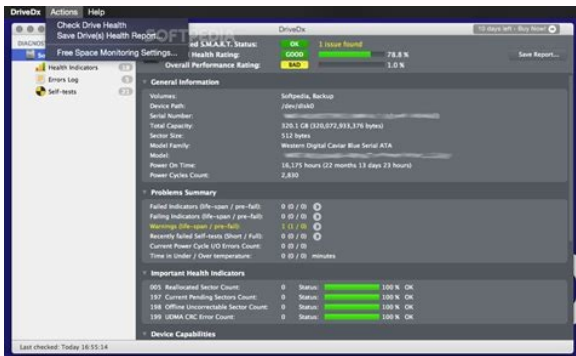 DriveDx Actions Help
Check Drive Health
Save Drive(s) Health Report...
Free Space Monitoring Settings...
DriveDx
10 days left - Buy Now!
SOFTPEDIA
DIAGNOS
S.M.A.R.T. Status: OK 1 issue found
Health Rating: GOOD 78.8 %
Overall Performance Rating: BAD 1.0 %
Save Report...
Health Indicators
Errors Log
Self-tests
General Information
Volumes: Softpedia, Backup
Device Path: /dev/disk0
Serial Number:
Total Capacity: 320.1 GB (320,072,933,376 bytes)
Sector Size: 512 bytes
Model Family: Western Digital Caviar Blue Serial ATA
Model:
Power On Time: 16,175 hours (22 months 13 days 23 hours)
Power Cycles Count: 2,830
Problems Summary
Failed Indicators (life-span / pre-fail): 0 (0 / 0)
Failing Indicators (life-span / pre-fail): 0 (0 / 0)
Warnings (life-span / pre-fail): 1 (1 / 0)
Recently failed Self-tests (Short / Full): 0 (0 / 0)
Current Power Cycle I/O Errors Count: 0 (0 / 0)
Time in Under / Over temperature: 0 (0 / 0) minutes
Important Health Indicators
005 Reallocated Sector Count: 0 Status: 100 % OK
197 Current Pending Sectors Count: 0 Status: 100 % OK
198 Offline Uncorrectable Sector Count: 0 Status: 100 % OK
199 UDMA CRC Error Count: 0 Status: 100 % OK
Device Capabilities
Last checked: Today 16:55:14